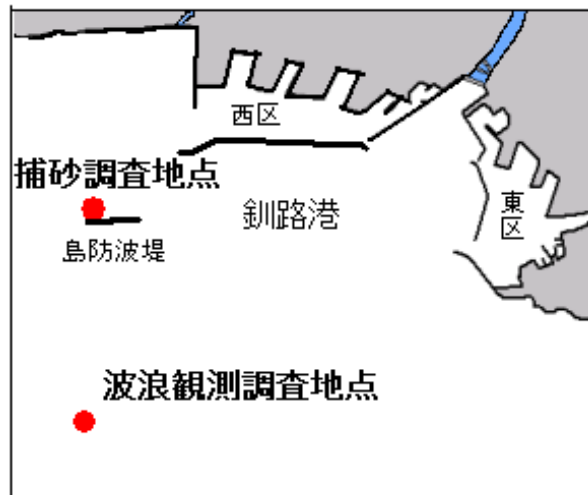 西区
捕砂調査地点
釧路港
東区
島防波堤
波浪観測調査地点